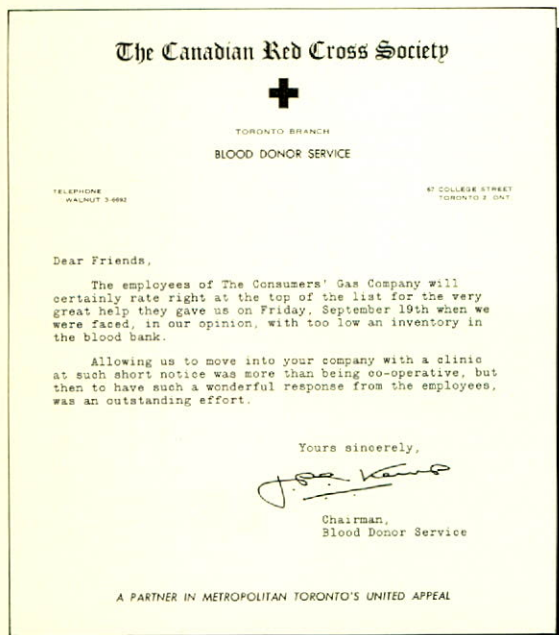 The Canadian Red Cross Society
TORONTO BRANCH
BLOOD DONOR SERVICE
TELEPHONE
WALNUT 3-6692
67 COLLEGE STREET
TORONTO 2, ONT.
Dear Friends,
The employees of The Consumers' Gas Company will
certainly rate right at the top of the list for the very
great help they gave us on Friday, September 19th when we
were faced, in our opinion, with too low an inventory in
the blood bank.
Allowing us to move into your company with a clinic
at such short notice was more than being co-operative, but
then to have such a wonderful response from the employees,
was an outstanding effort.
Yours sincerely,
Chairman,
Blood Donor Service
A PARTNER IN METROPOLITAN TORONTO'S UNITED APPEAL